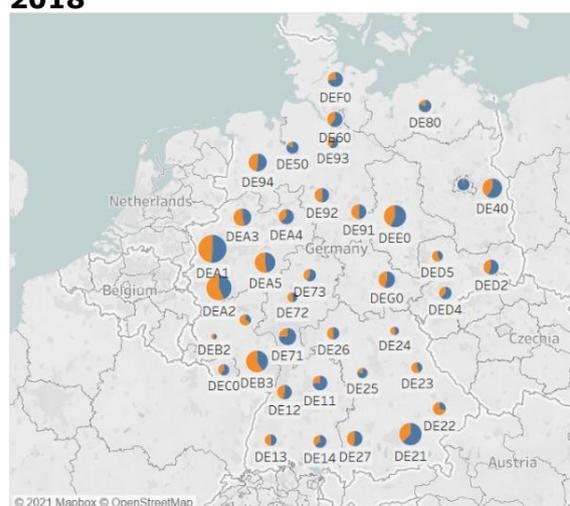 2018
DEF0
DE80
DE60
DE93
DE50
DE94
Netherlands
DE40
DE92
DE91
DEE0
DEA3
DEA4
Germany
DEA1
DEA5
DED5
DED2
Belgium
DEA2
DE73
DE72
DEG0
DED4
Czechia
DEB2
DE71
DE26
DE24
DEC0
DEB3
DE25
DE23
DE12
DE11
DE22
DE13
DE14
DE27
DE21
Austria
© 2021 Mapbox © OpenStreetMap